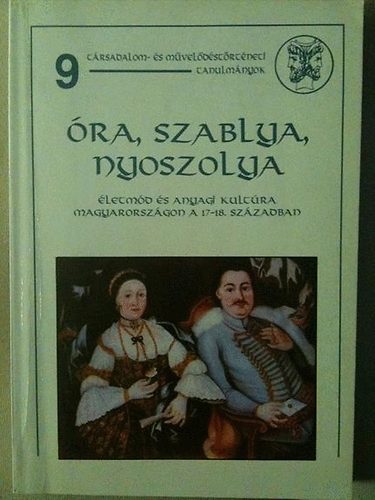 9
TÁRSADALOM- ÉS MŰVELŐDÉSTÖRTÉNETI
TANULMÁNYOK
ÓRA, SZABLYA,
NYOSZOLYA
ÉLETMÓD ÉS ANYAGI KULTÚRA
MAGYARORSZÁGON A 17-18. SZÁZADBAN